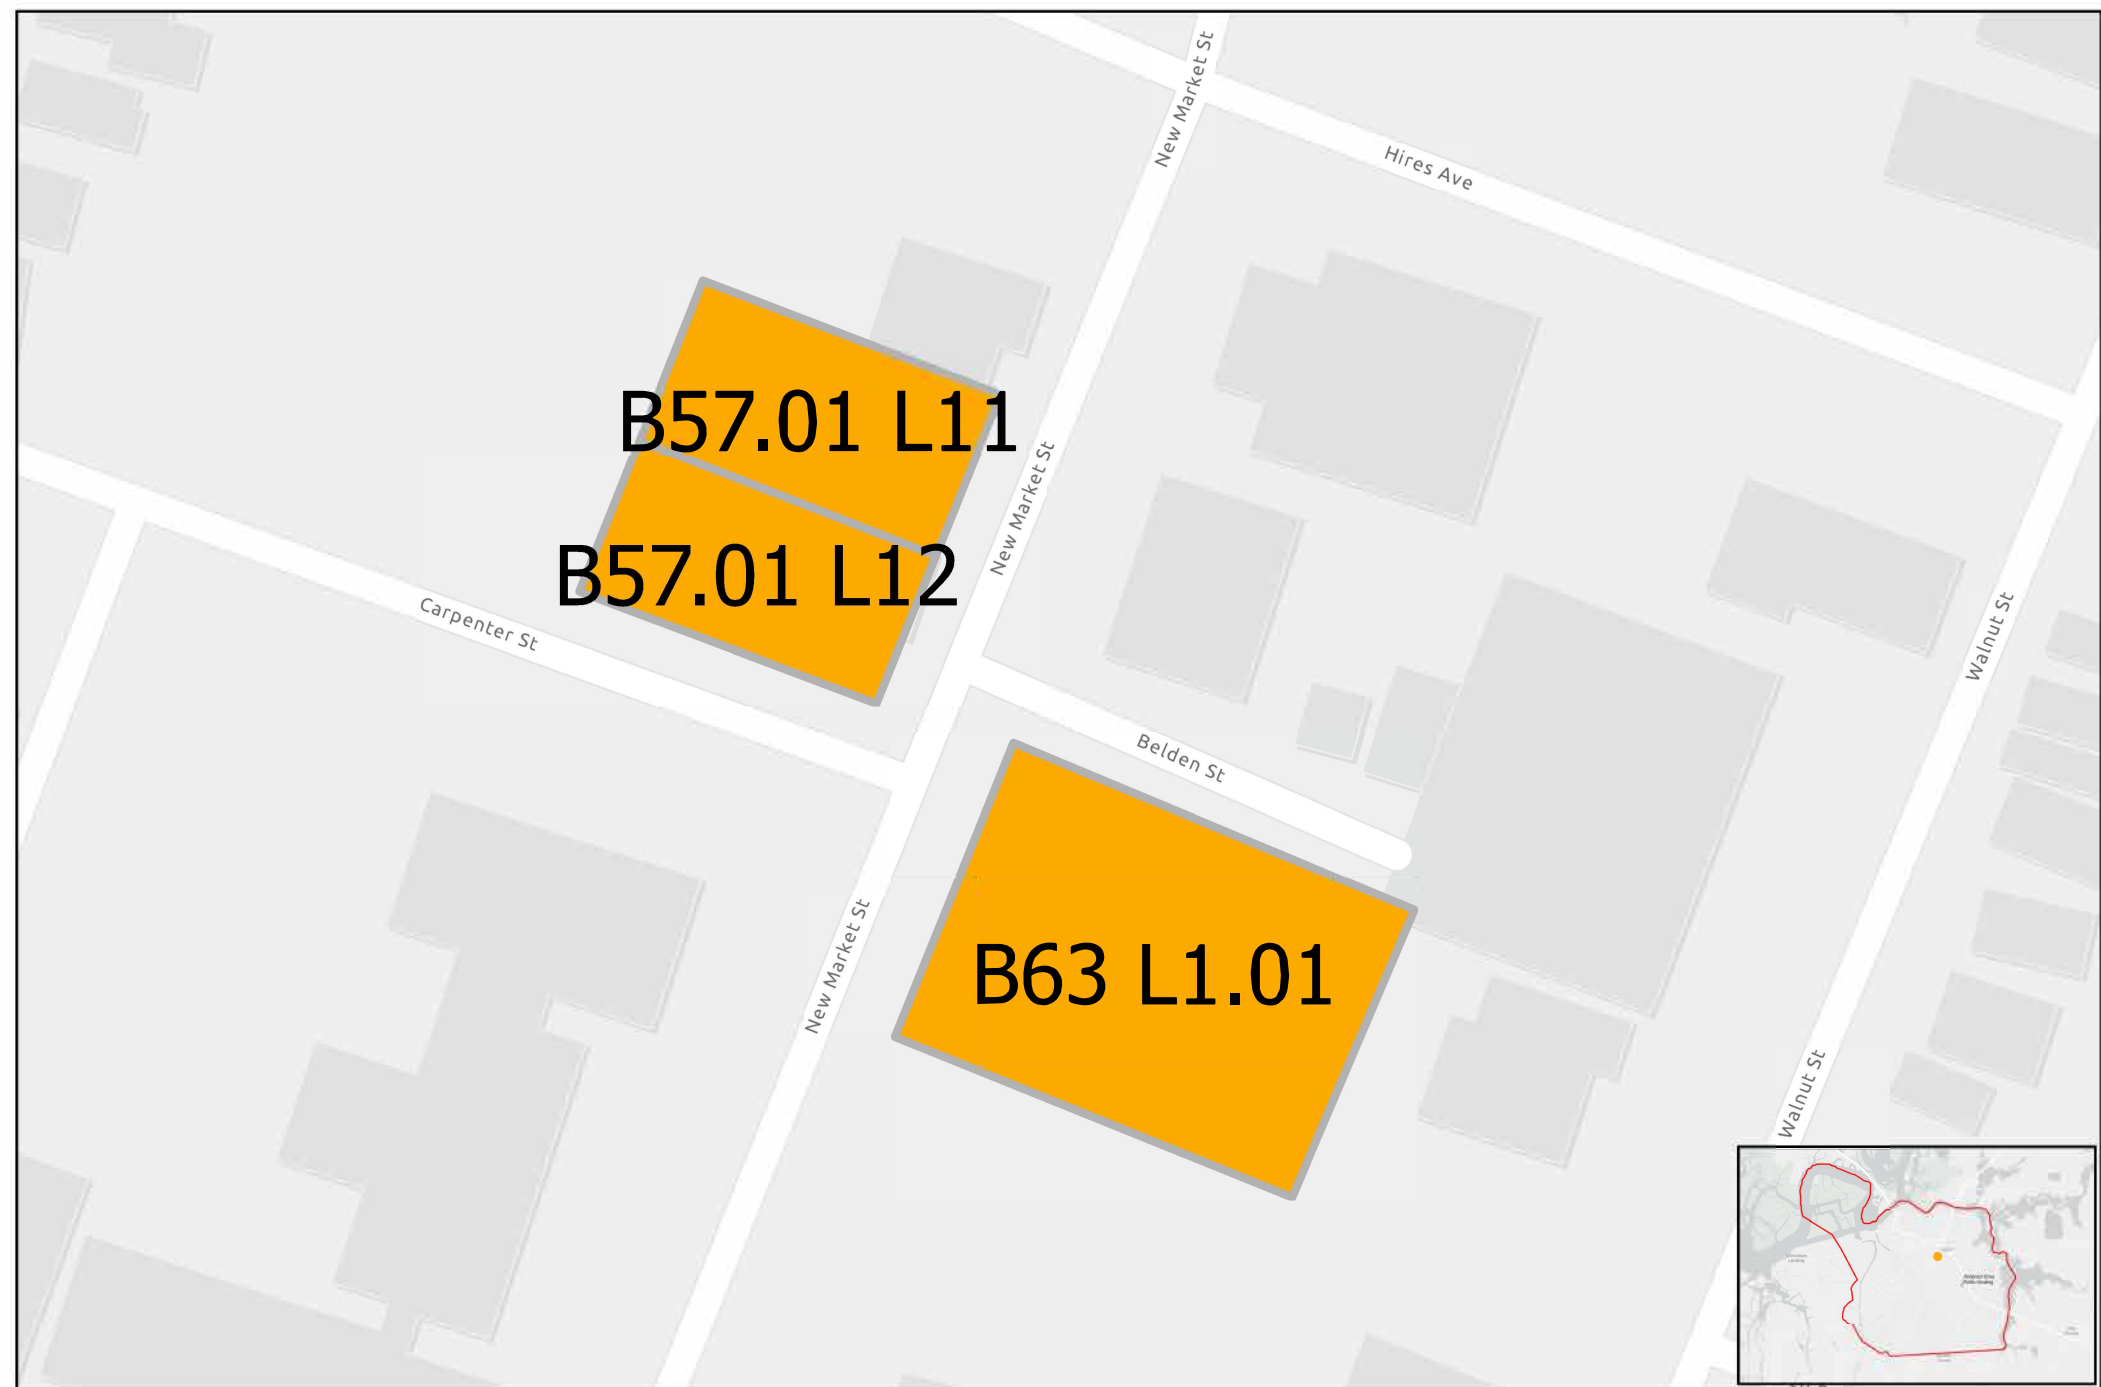 New Market St
Hires Ave
B57.01 L11
New Market St
B57.01 L12
Carpenter St
Walnut St
Belden St
B63 L1.01
New Market St
Walnut St